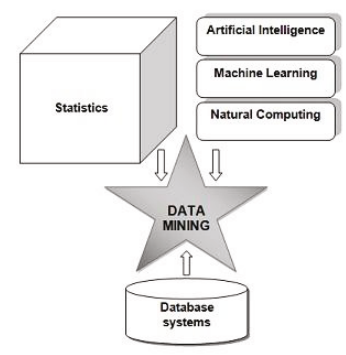 Artificial Intelligence
Statistics
Machine Learning
Natural Computing
DATA
MINING
Database
systems